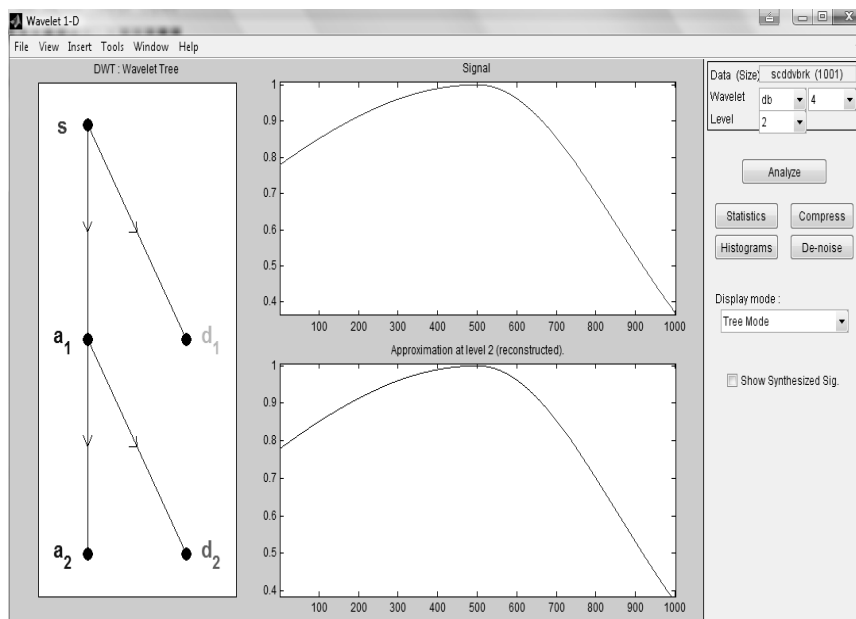 Wavelet 1-D
File View Insert Tools Window Help
DWT : Wavelet Tree
s
a1
d1
a2
d2
Signal
1
0.9
0.8
0.7
0.6
0.5
0.4
100 200 300 400 500 600 700 800 900 1000
Approximation at level 2 (reconstructed).
1
0.9
0.8
0.7
0.6
0.5
0.4
100 200 300 400 500 600 700 800 900 1000
Data (Size) scddvbrk (1001)
Wavelet db 4
Level 2
Analyze
Statistics Compress
Histograms De-noise
Display mode :
Tree Mode
Show Synthesized Sig.